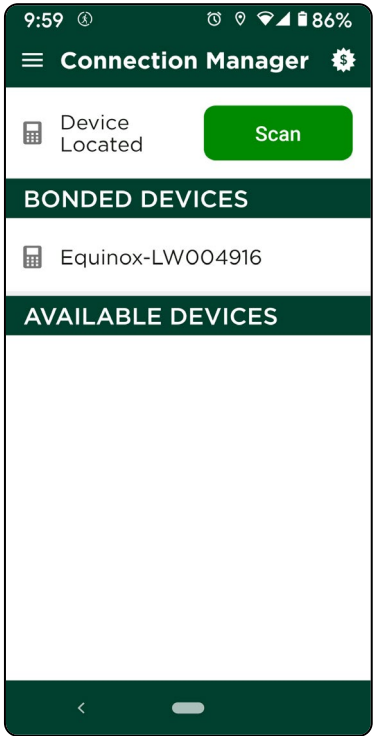 9:59 86%
Connection Manager $
Device
Located
Scan
BONDED DEVICES
Equinox-LW004916
AVAILABLE DEVICES